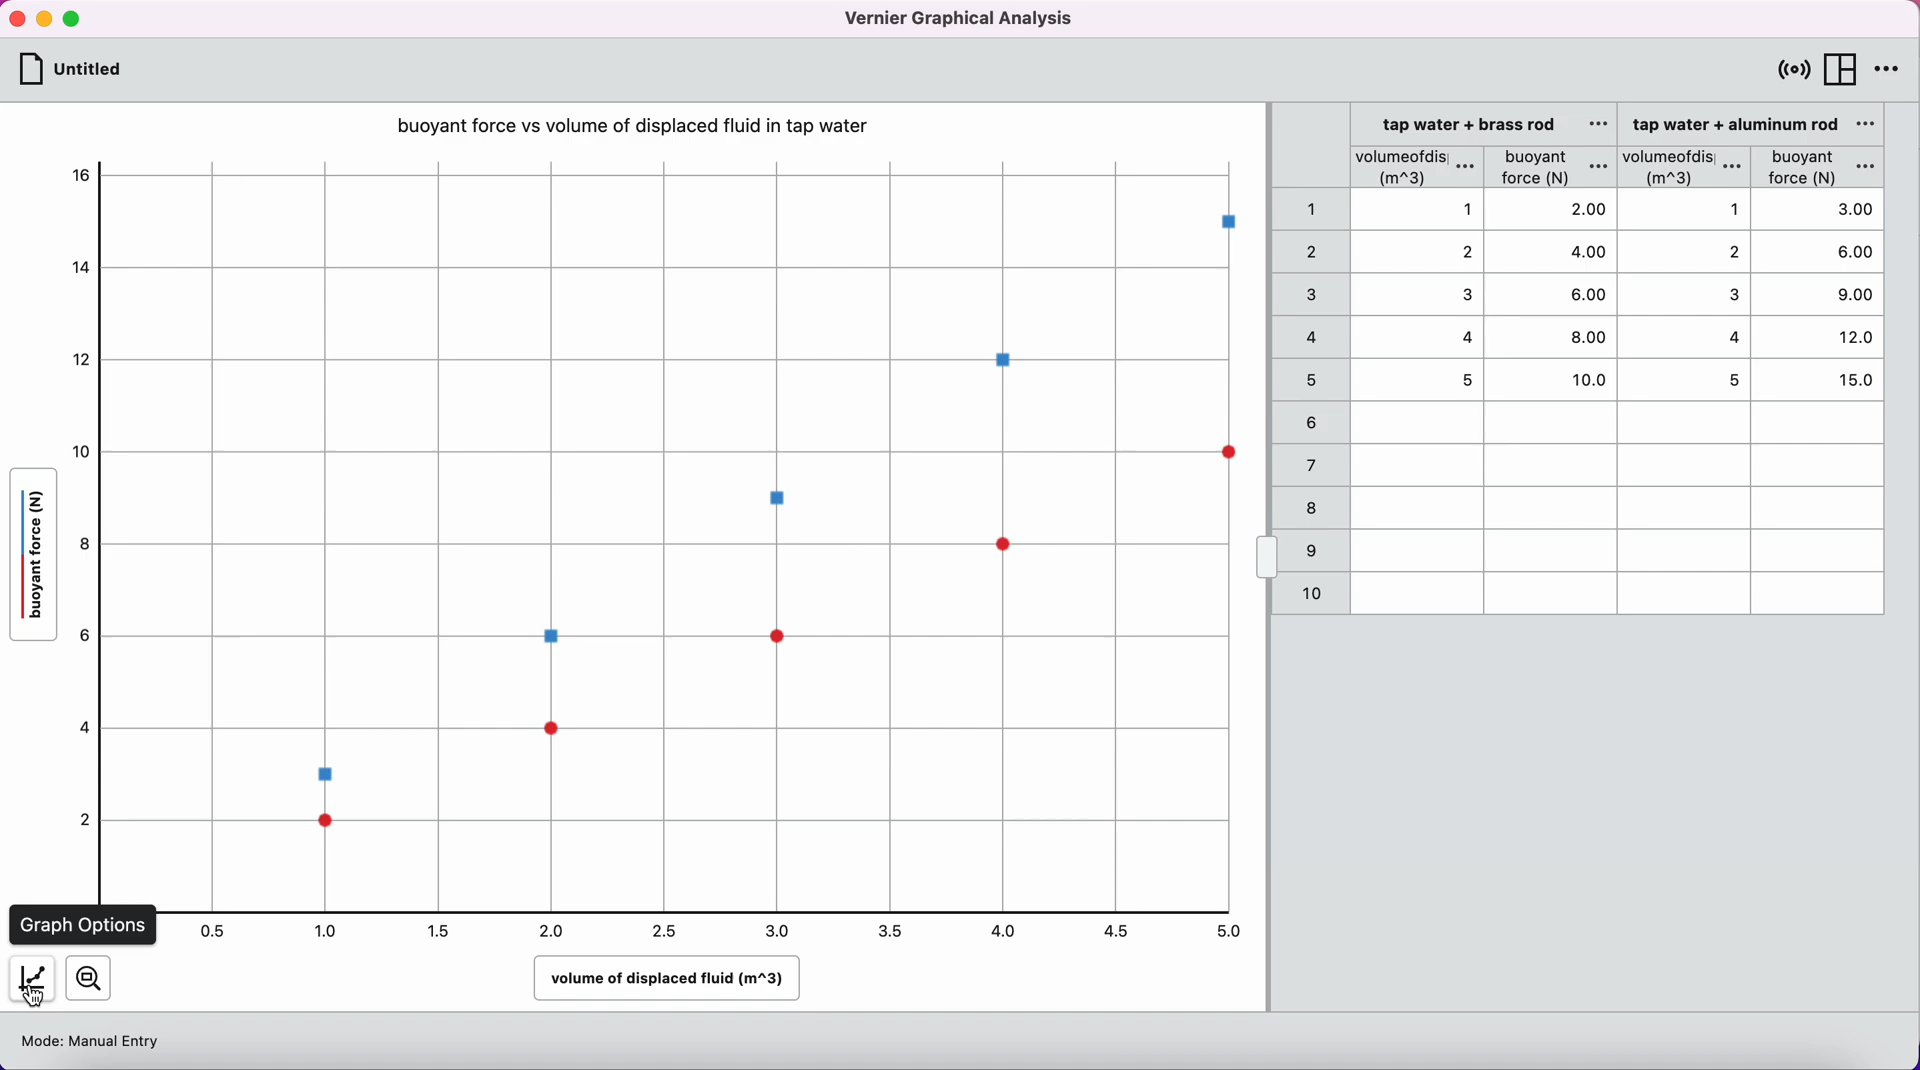 Vernier Graphical Analysis
Untitled
buoyant force vs volume of displaced fluid in tap water
16
14
12
10
8
6
4
2
buoyant force (N)
0.5 1.0 1.5 2.0 2.5 3.0 3.5 4.0 4.5 5.0
volume of displaced fluid (m^3)
Graph Options
tap water + brass rod ... tap water + aluminum rod ...
volumeofdis ... buoyant ... volumeofdis ... buoyant ...
(m^3) force (N) (m^3) force (N)
1 1 2.00 1 3.00
2 2 4.00 2 6.00
3 3 6.00 3 9.00
4 4 8.00 4 12.0
5 5 10.0 5 15.0
6
7
8
9
10
Mode: Manual Entry